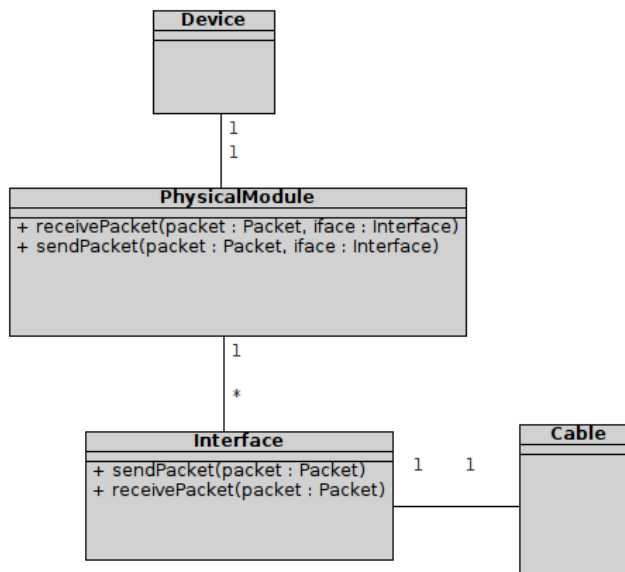 Device
1
1
PhysicalModule
+ receivePacket(packet : Packet, iface : Interface)
+ sendPacket(packet : Packet, iface : Interface)
1
*
Interface
+ sendPacket(packet : Packet)
+ receivePacket(packet : Packet)
1 1
Cable